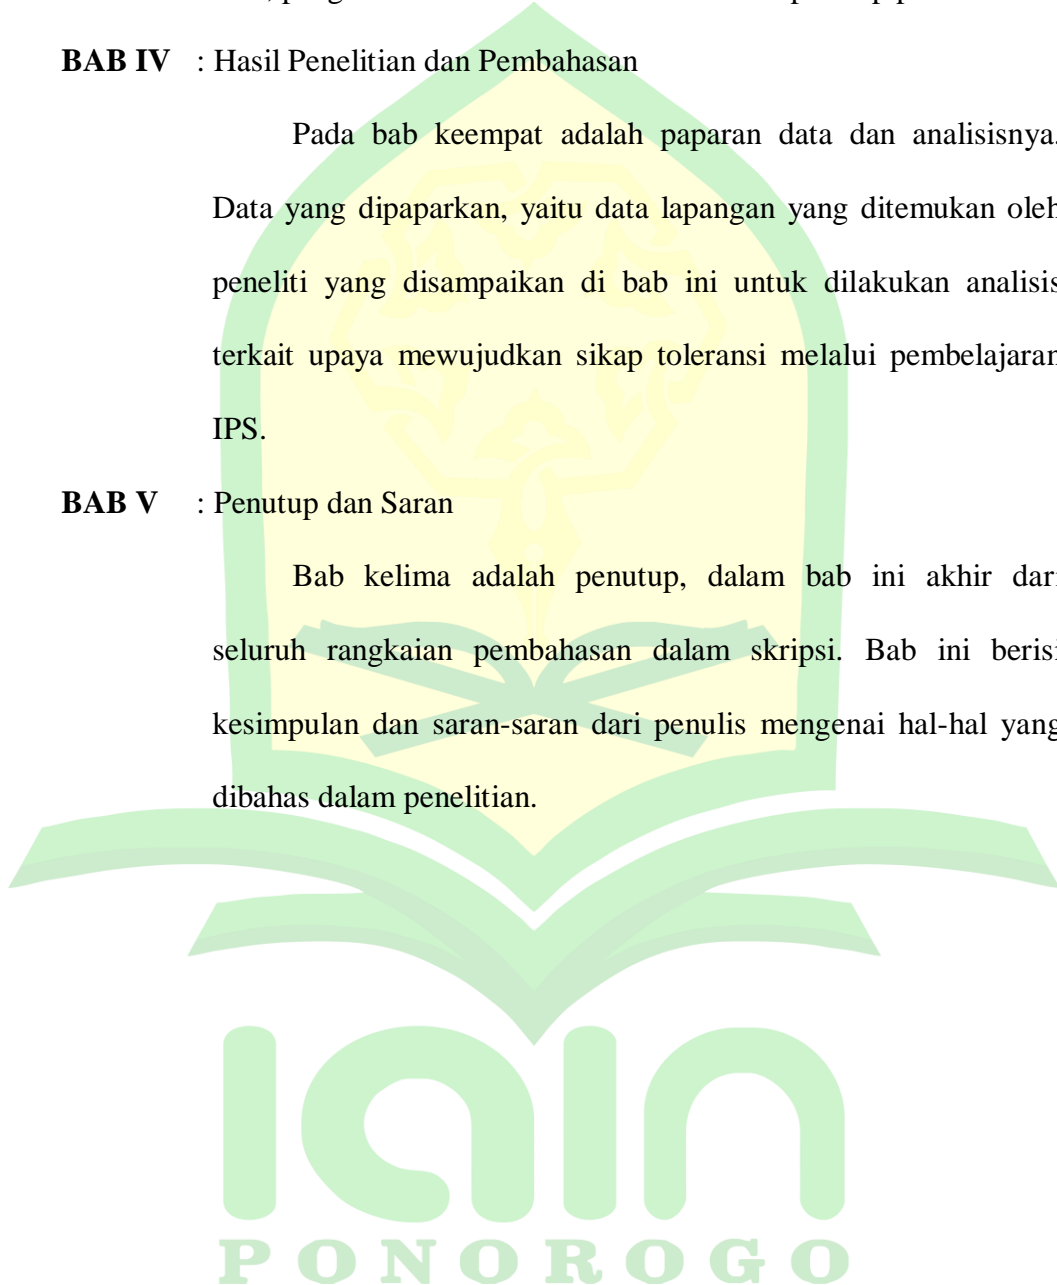 BAB IV : Hasil Penelitian dan Pembahasan
Pada bab keempat adalah paparan data dan analisisnya.
Data yang dipaparkan, yaitu data lapangan yang ditemukan oleh
peneliti yang disampaikan di bab ini untuk dilakukan analisis
terkait upaya mewujudkan sikap toleransi melalui pembelajaran
IPS.
BAB V : Penutup dan Saran
Bab kelima adalah penutup, dalam bab ini akhir dari
seluruh rangkaian pembahasan dalam skripsi. Bab ini berisi
kesimpulan dan saran-saran dari penulis mengenai hal-hal yang
dibahas dalam penelitian.
iain
PONOROGO